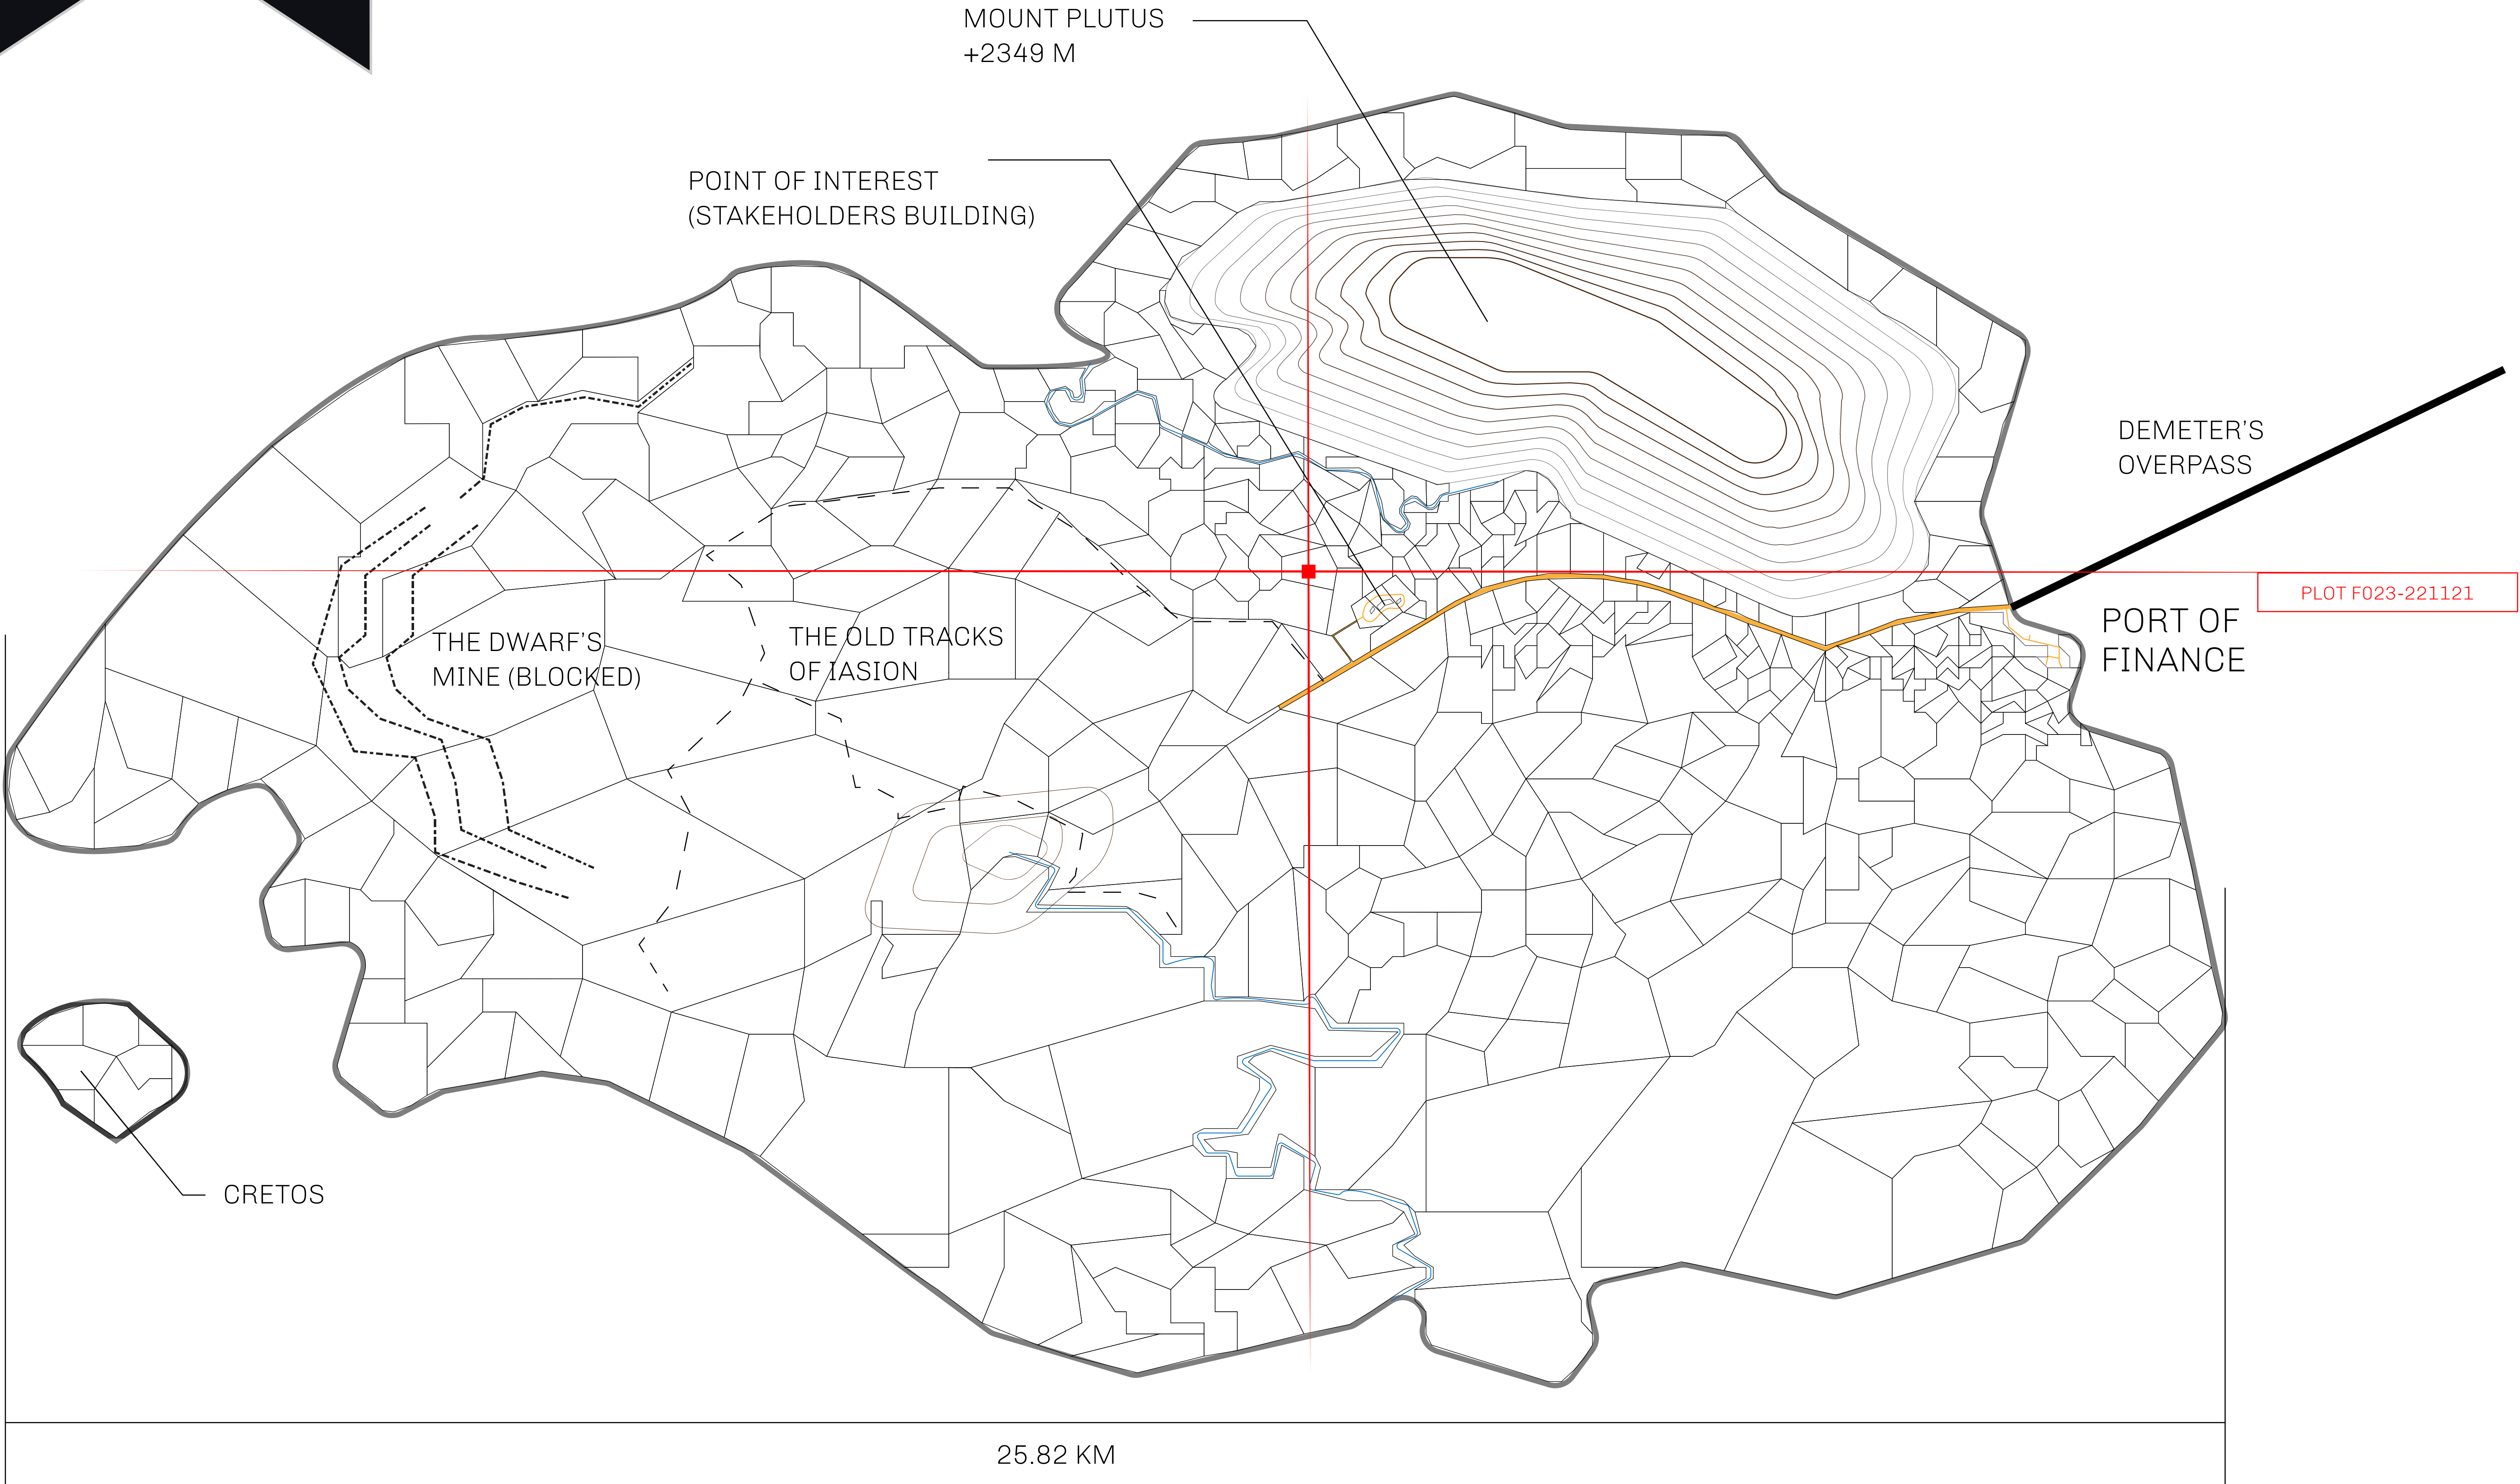 MOUNT PLUTUS
+2349 M
POINT OF INTEREST
(STAKEHOLDERS BUILDING)
DEMETER'S
OVERPASS
PLOT F023-221121
PORT OF
FINANCE
THE DWARF'S
MINE (BLOCKED)
THE OLD TRACKS
OF IASION
CRETOS
25.82 KM